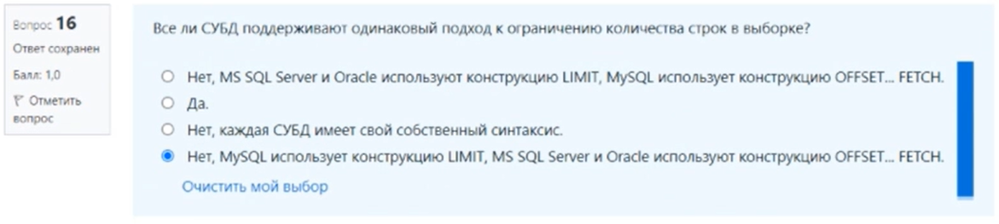 Вопрос 16
Ответ сохранен
Балл: 1,0
Отметить
вопрос
Все ли СУБД поддерживают одинаковый подход к ограничению количества строк в выборке?
Нет, MS SQL Server и Oracle используют конструкцию LIMIT, MySQL использует конструкцию OFFSET... FETCH.
Да.
Нет, каждая СУБД имеет свой собственный синтаксис.
Нет, MySQL использует конструкцию LIMIT, MS SQL Server и Oracle используют конструкцию OFFSET... FETCH.
Очистить мой выбор